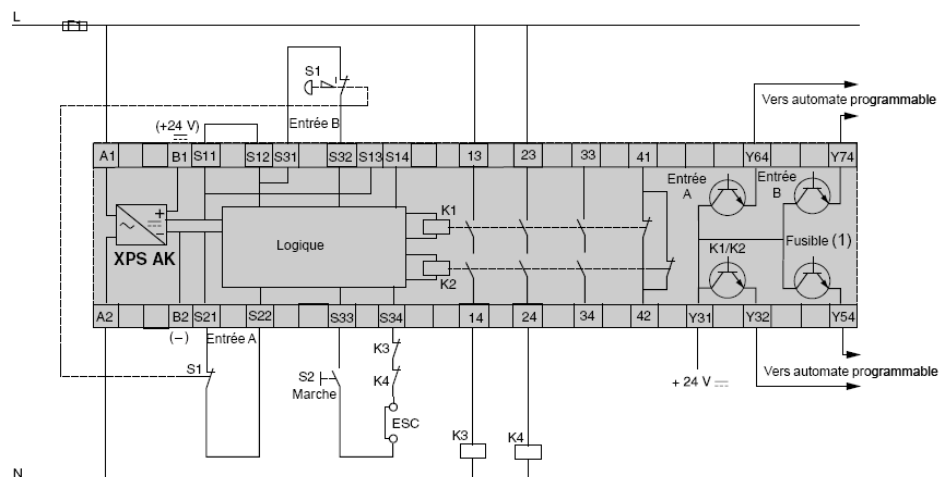 L
F1
S1
Vers automate programmable
(+24 V)
Entrée B
A1 B1 S11 S12 S31 S32 S13 S14 13 23 33 41 Y64 Y74
Entrée A
Entrée B
K1
Logique
XPS AK
K1/K2
Fusible (1)
K2
A2 B2 S21 S22 S33 S34 14 24 34 42 Y31 Y32 Y54
(–)
Entrée A
K3
S1
S2
Marche
K4
+ 24 V
Vers automate programmable
ESC
K3
K4
N